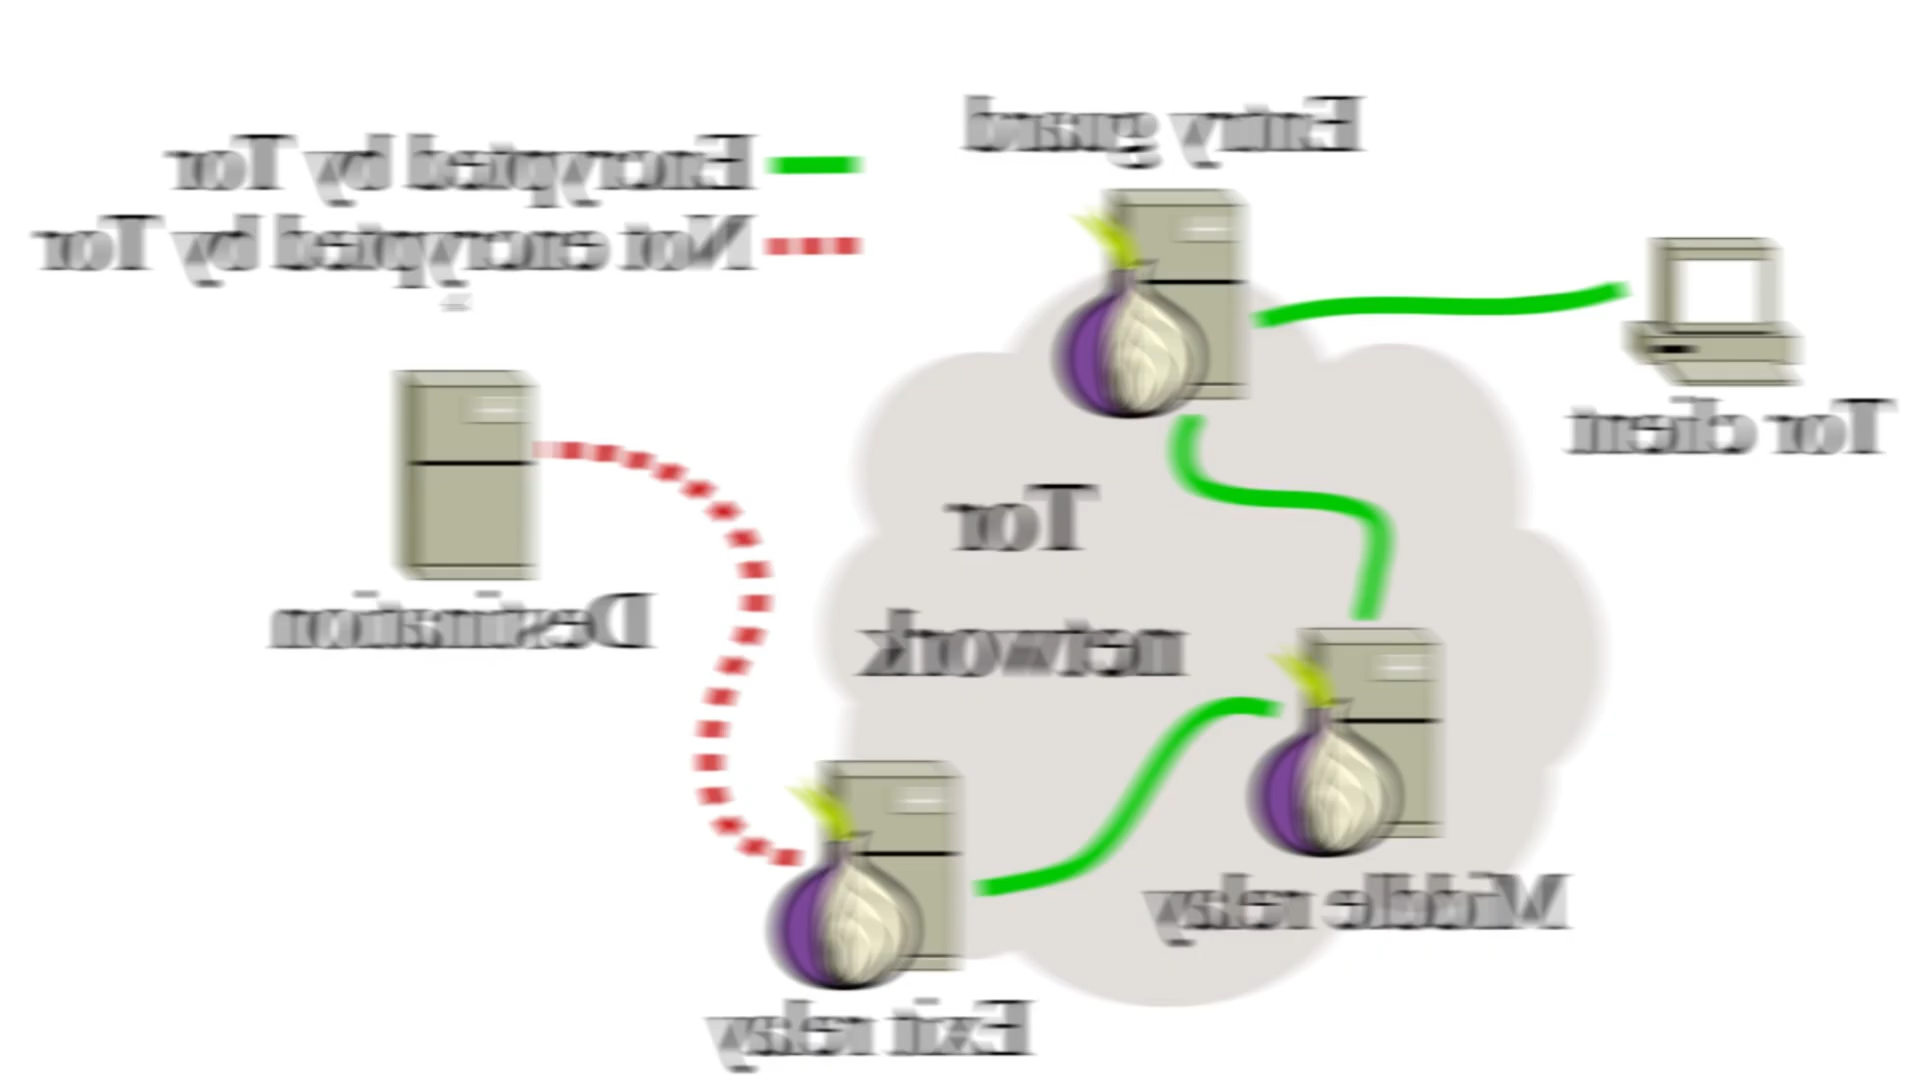 Entry guard
Encrypted by Tor
Not encrypted by Tor
Tor client
Tor
network
Destination
Middle relay
Exit relay